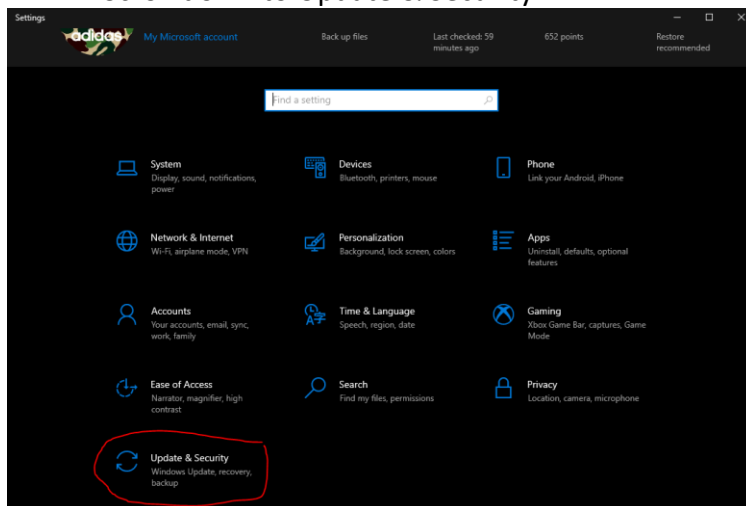 Settings
adidas
My Microsoft account
Back up files
Last checked: 59
minutes ago
652 points
Restore
recommended
Find a setting
System
Display, sound, notifications,
power
Devices
Bluetooth, printers, mouse
Phone
Link your Android, iPhone
Network & Internet
Wi-Fi, airplane mode, VPN
Personalization
Background, lock screen, colors
Apps
Uninstall, defaults, optional
features
Accounts
Your accounts, email, sync,
work, family
Time & Language
Speech, region, date
Gaming
Xbox Game Bar, captures, Game
Mode
Ease of Access
Narrator, magnifier, high
contrast
Search
Find my files, permissions
Privacy
Location, camera, microphone
Update & Security
Windows Update, recovery,
backup